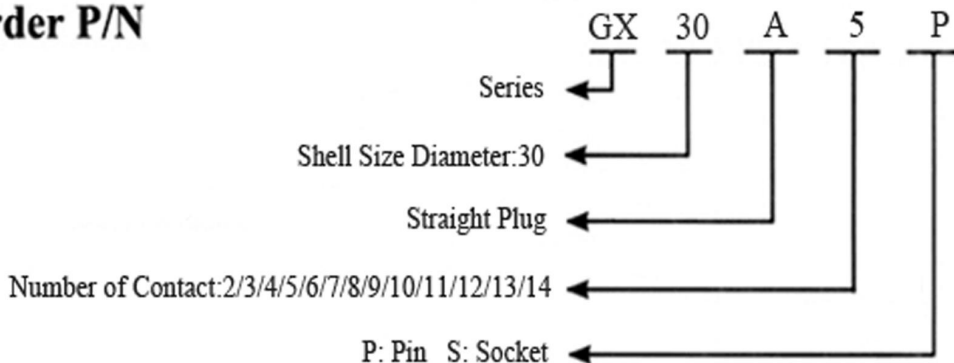 rder P/N
GX 30 A 5 P
Series
Shell Size Diameter:30
Straight Plug
Number of Contact:2/3/4/5/6/7/8/9/10/11/12/13/14
P: Pin S: Socket